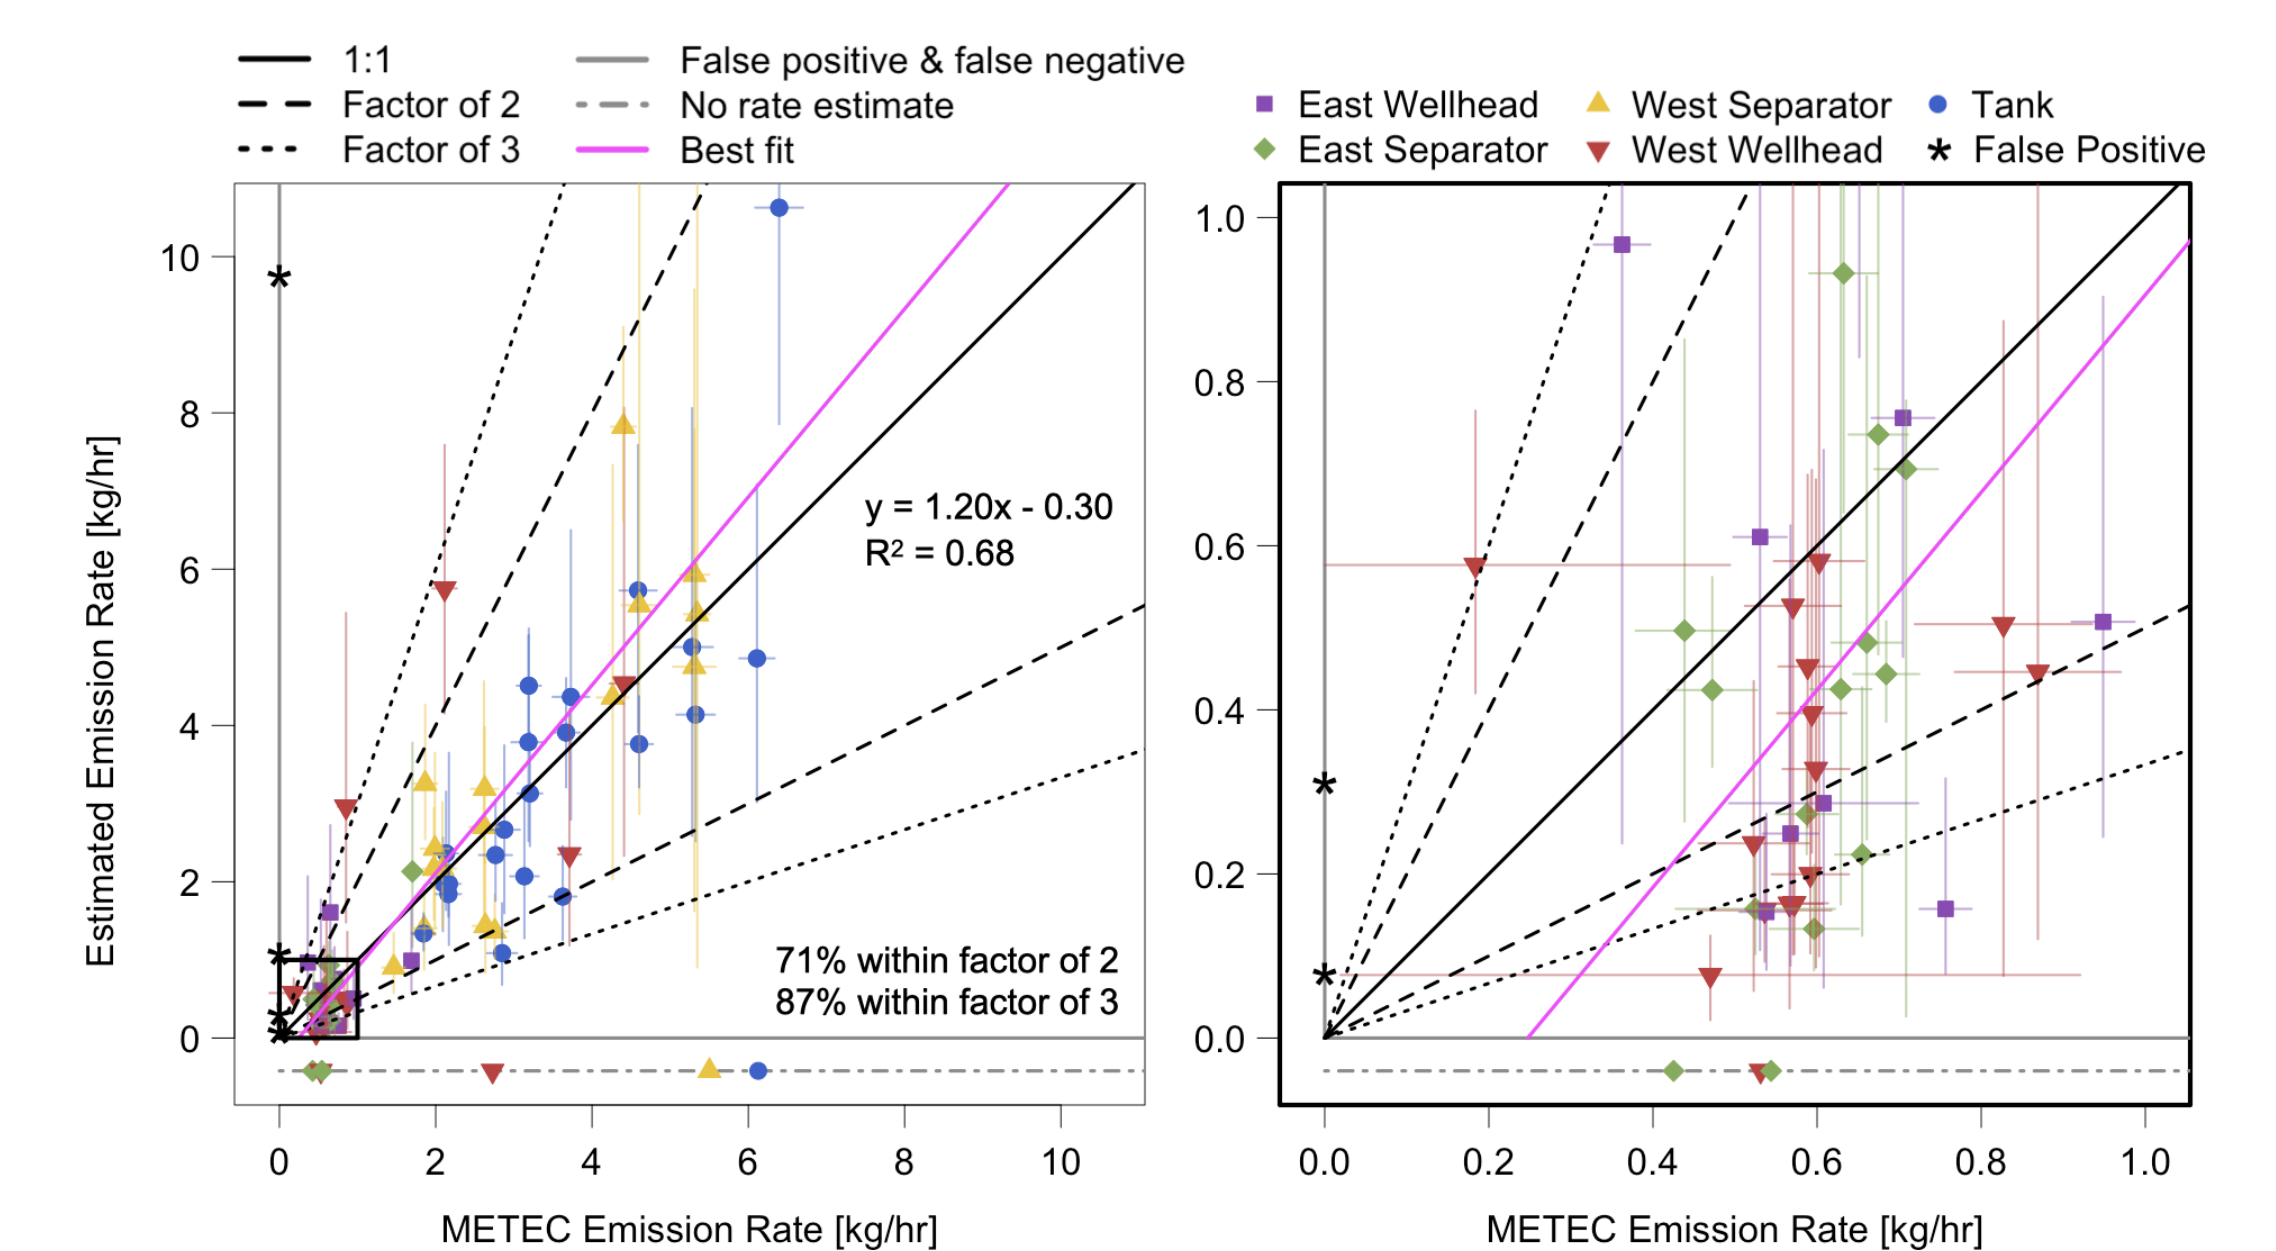 1:1
Factor of 2
Factor of 3
False positive & false negative
No rate estimate
Best fit
East Wellhead
East Separator
West Separator
West Wellhead
Tank
False Positive
Estimated Emission Rate [kg/hr]
10
8
6
4
2
0
y = 1.20x - 0.30
R² = 0.68
71% within factor of 2
87% within factor of 3
0 2 4 6 8 10
METEC Emission Rate [kg/hr]
1.0
0.8
0.6
0.4
0.2
0.0
0.0 0.2 0.4 0.6 0.8 1.0
METEC Emission Rate [kg/hr]